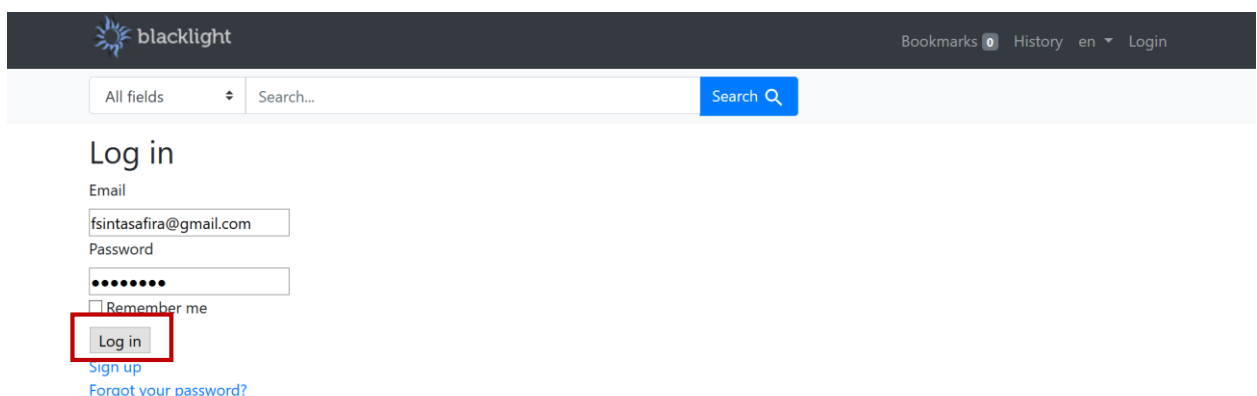 blacklight
Bookmarks 0 History en Login
All fields Search... Search
Log in
Email
fsintasafira@gmail.com
Password
••••••••
Remember me
Log in
Sign up
Forgot your password?